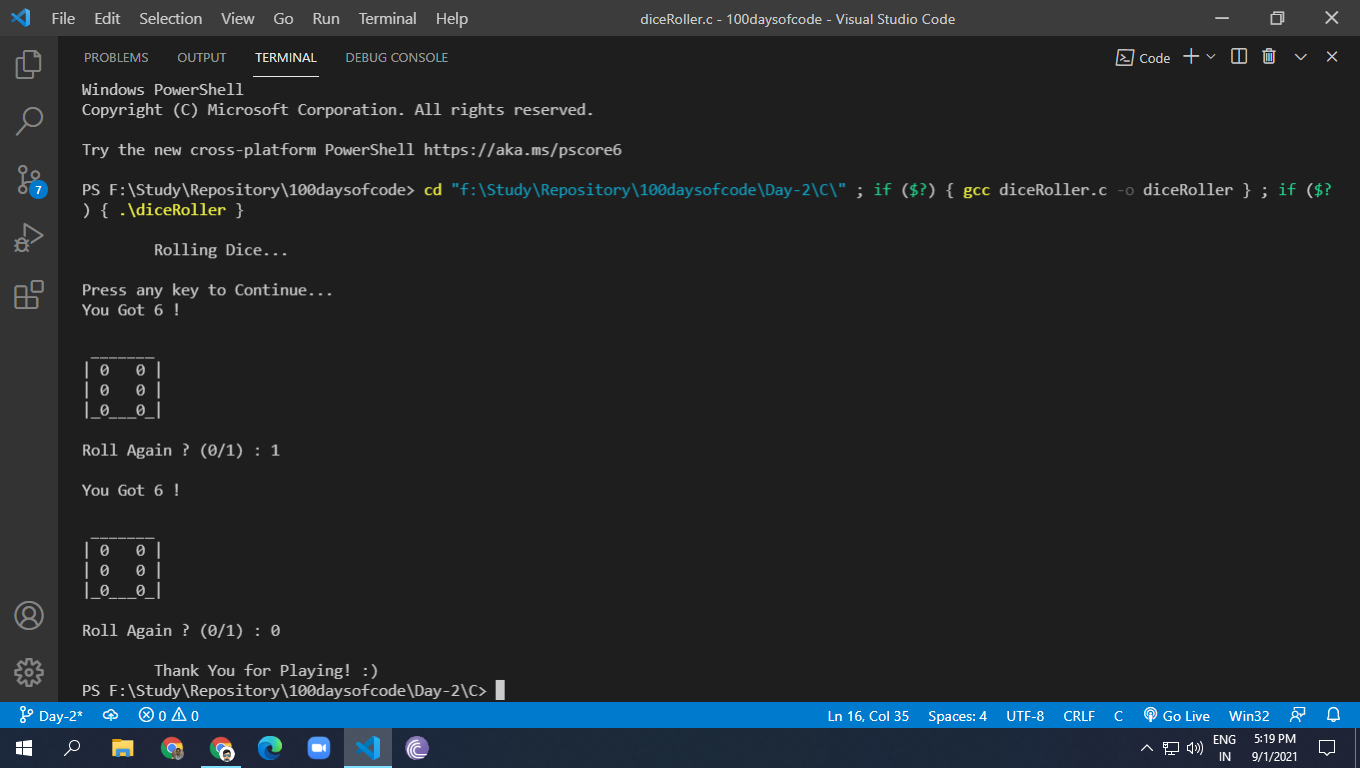 File Edit Selection View Go Run Terminal Help
diceRoller.c - 100daysofcode - Visual Studio Code
PROBLEMS OUTPUT TERMINAL DEBUG CONSOLE
Code
Windows PowerShell
Copyright (C) Microsoft Corporation. All rights reserved.
Try the new cross-platform PowerShell https://aka.ms/pscore6
7
PS F:\Study\Repository\100daysofcode> cd "f:\Study\Repository\100daysofcode\Day-2\C\" ; if ($?) { gcc diceRoller.c -o diceRoller } ; if ($?
) { .\diceRoller }
Rolling Dice...
Press any key to Continue...
You Got 6 !
 _______
| 0   0 |
| 0   0 |
|_0___0_|
Roll Again ? (0/1) : 1
You Got 6 !
 _______
| 0   0 |
| 0   0 |
|_0___0_|
Roll Again ? (0/1) : 0
Thank You for Playing! :)
PS F:\Study\Repository\100daysofcode\Day-2\C>
Day-2* 0 0 Ln 16, Col 35 Spaces: 4 UTF-8 CRLF C Go Live Win32
ENG
IN
5:19 PM
9/1/2021